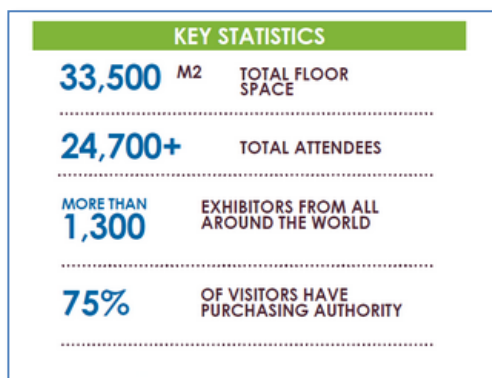 KEY STATISTICS
33,500 M2 TOTAL FLOOR
SPACE
24,700+ TOTAL ATTENDEES
MORE THAN
1,300
EXHIBITORS FROM ALL
AROUND THE WORLD
75%
OF VISITORS HAVE
PURCHASING AUTHORITY